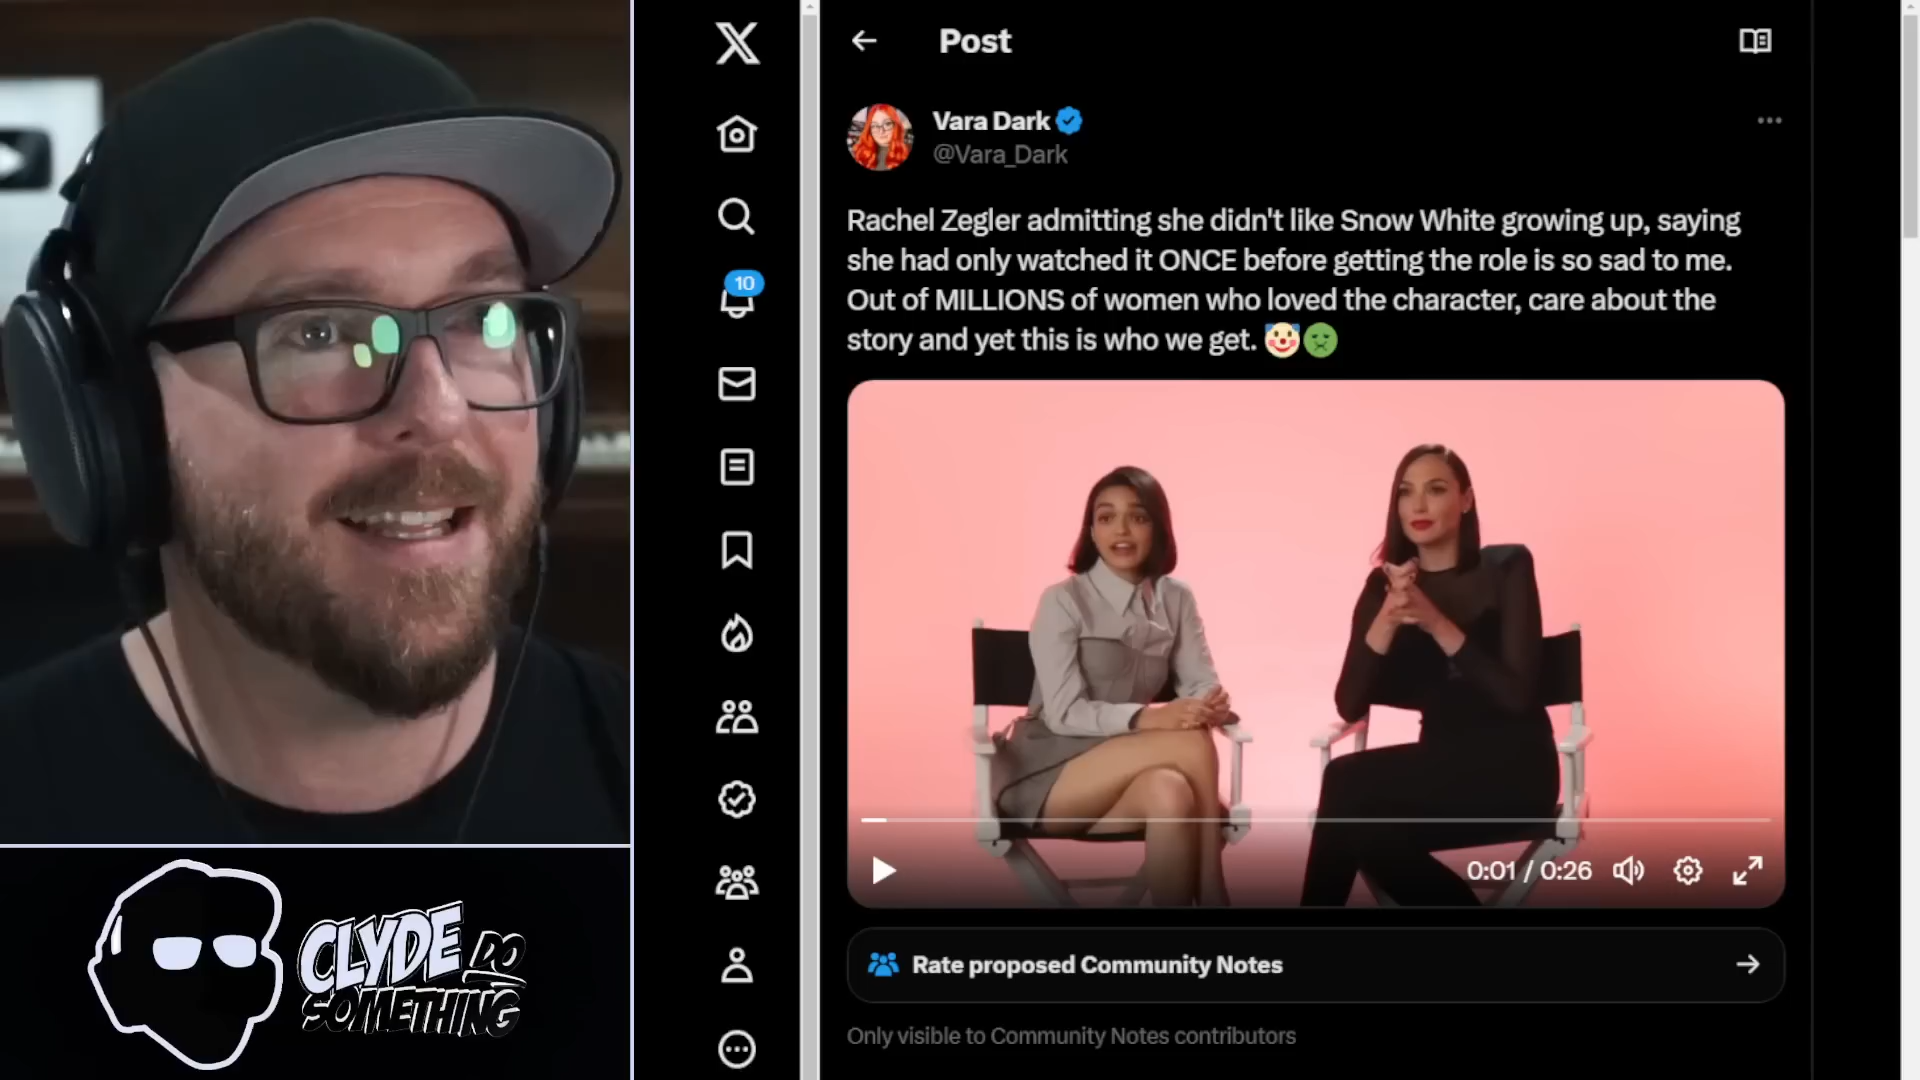 Post
Vara Dark
@Vara_Dark
Rachel Zegler admitting she didn't like Snow White growing up, saying
she had only watched it ONCE before getting the role is so sad to me.
Out of MILLIONS of women who loved the character, care about the
story and yet this is who we get. 🤡🤢
10
0:01 / 0:26
Rate proposed Community Notes
Only visible to Community Notes contributors
CLYDE DO
SOMETHING